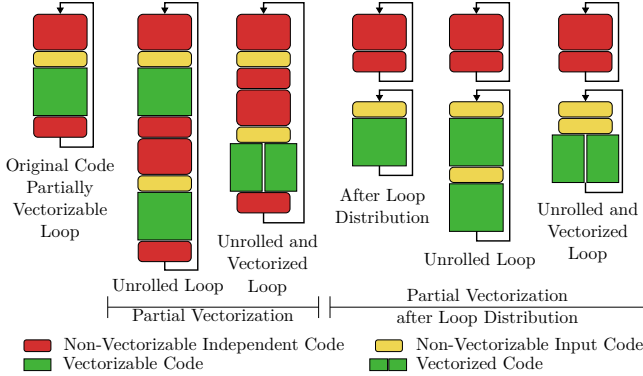 Original Code
Partially
Vectorizable
Loop
Unrolled Loop
Unrolled and
Vectorized
Loop
Partial Vectorization
After Loop
Distribution
Unrolled Loop
Unrolled and
Vectorized
Loop
Partial Vectorization
after Loop Distribution
Non-Vectorizable Independent Code
Non-Vectorizable Input Code
Vectorizable Code
Vectorized Code